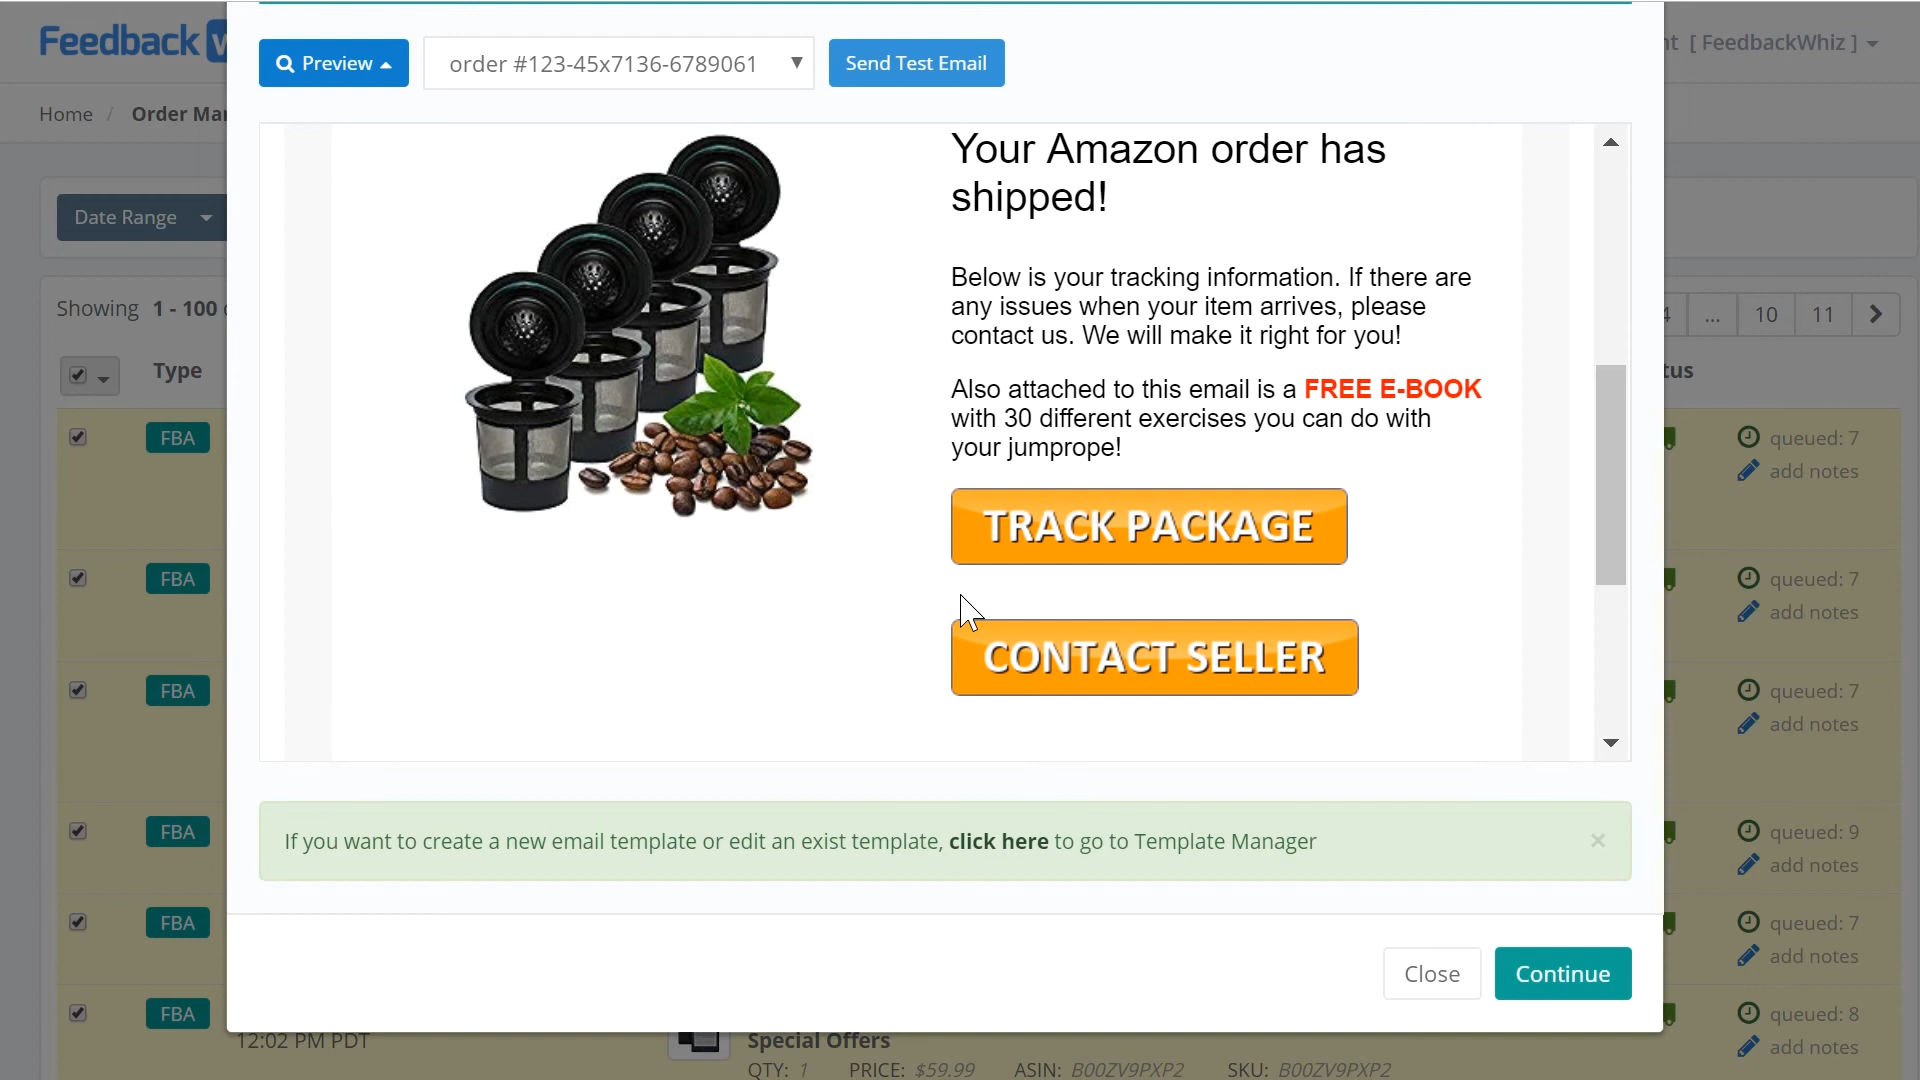 Feedback W
nt [ FeedbackWhiz ]
Preview
order #123-45x7136-6789061
Send Test Email
Home / Order Mar
Date Range
Showing 1 - 100
4 ... 10 11
Type
tus
Your Amazon order has
shipped!
Below is your tracking information. If there are
any issues when your item arrives, please
contact us. We will make it right for you!
Also attached to this email is a FREE E-BOOK
with 30 different exercises you can do with
your jumprope!
TRACK PACKAGE
CONTACT SELLER
FBA
queued: 7
add notes
FBA
queued: 7
add notes
FBA
queued: 7
add notes
FBA
queued: 9
add notes
FBA
queued: 7
add notes
FBA
queued: 8
add notes
If you want to create a new email template or edit an exist template, click here to go to Template Manager
×
Close
Continue
12:02 PM PDT
Special Offers
QTY: 1 PRICE: $59.99 ASIN: B00ZV9PXP2 SKU: B00ZV9PXP2